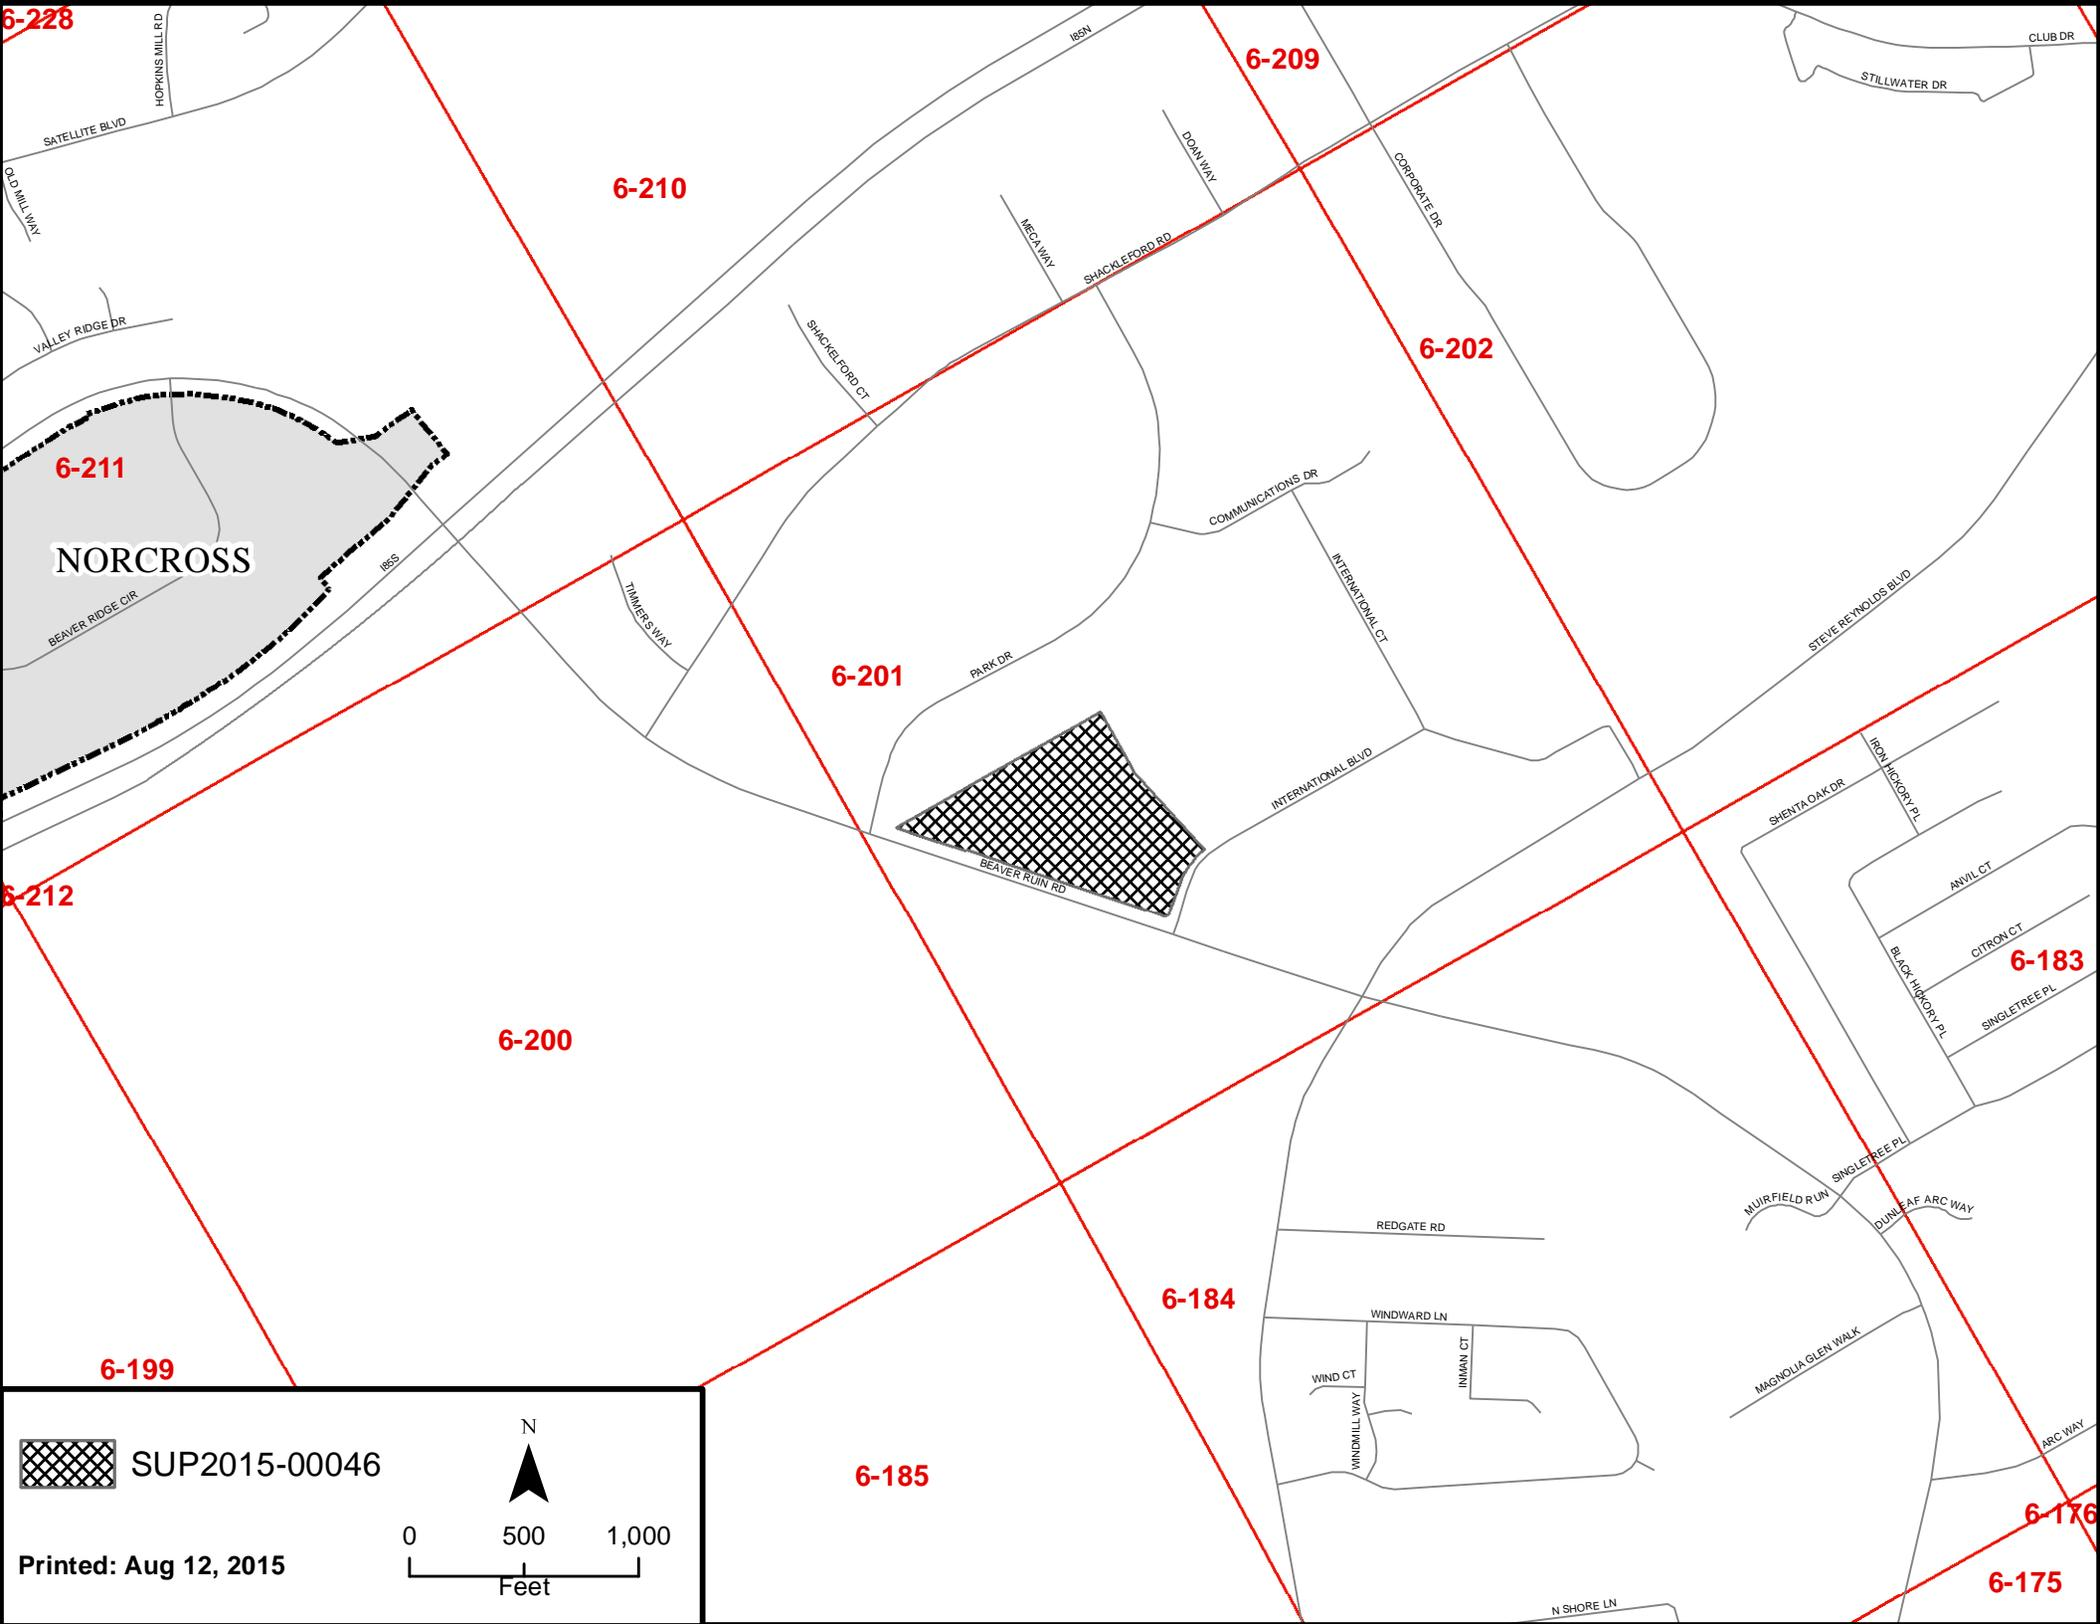 6-228
HOPKINS MILL RD
SATELLITE BLVD
OLD MILL WAY
VALLEY RIDGE DR
6-211
NORCROSS
BEAVER RIDGE CIR
I85S
I85N
6-210
6-209
CLUB DR
STILLWATER DR
DOAN WAY
MECA WAY
SHACKLEFORD RD
CORPORATE DR
SHACKELFORD CT
6-202
COMMUNICATIONS DR
INTERNATIONAL CT
TIMMERS WAY
6-201
PARK DR
STEVE REYNOLDS BLVD
INTERNATIONAL BLVD
BEAVER RUIN RD
IRON HICKORY PL
SHENTA OAK DR
ANVIL CT
CITRON CT
6-183
BLACK HICKORY PL
SINGLETREE PL
6-212
6-200
SINGLETREE PL
MUIRFIELD RUN
DUNLEAF ARC WAY
REDGATE RD
6-184
WINDWARD LN
WIND CT
INMAN CT
WINDMILL WAY
MAGNOLIA GLEN WALK
ARC WAY
6-199
6-185
6-176
6-175
N SHORE LN
SUP2015-00046
N
0 500 1,000
Feet
Printed: Aug 12, 2015